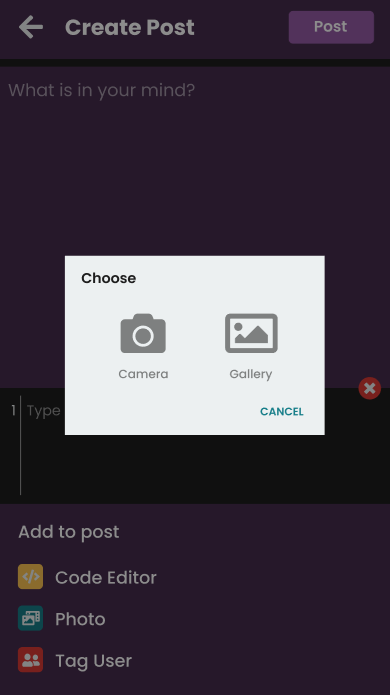 Create Post
Post
What is in your mind?
Choose
Camera
Gallery
CANCEL
1 Type
Add to post
Code Editor
Photo
Tag User